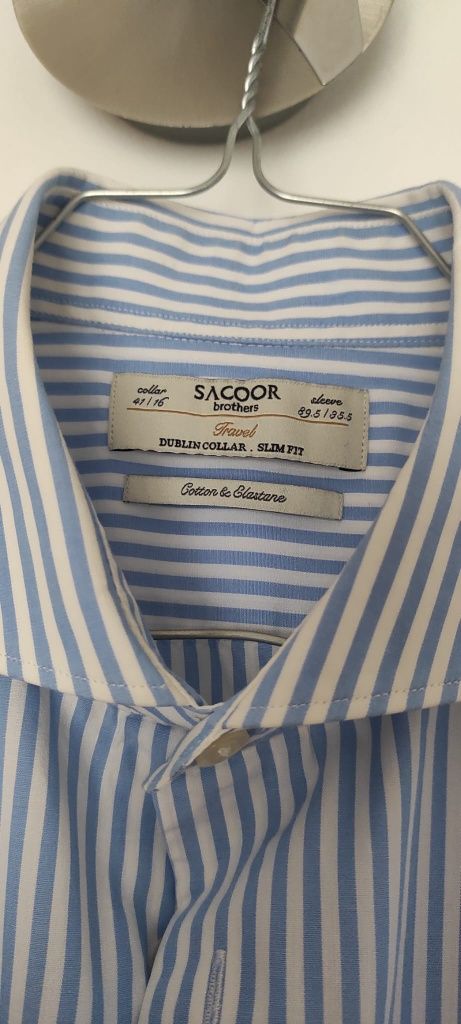 collar
41 / 16
SACOOR
brothers
sleeve
89.5 / 35.5
Travel
DUBLIN COLLAR . SLIM FIT
Cotton & Elastane